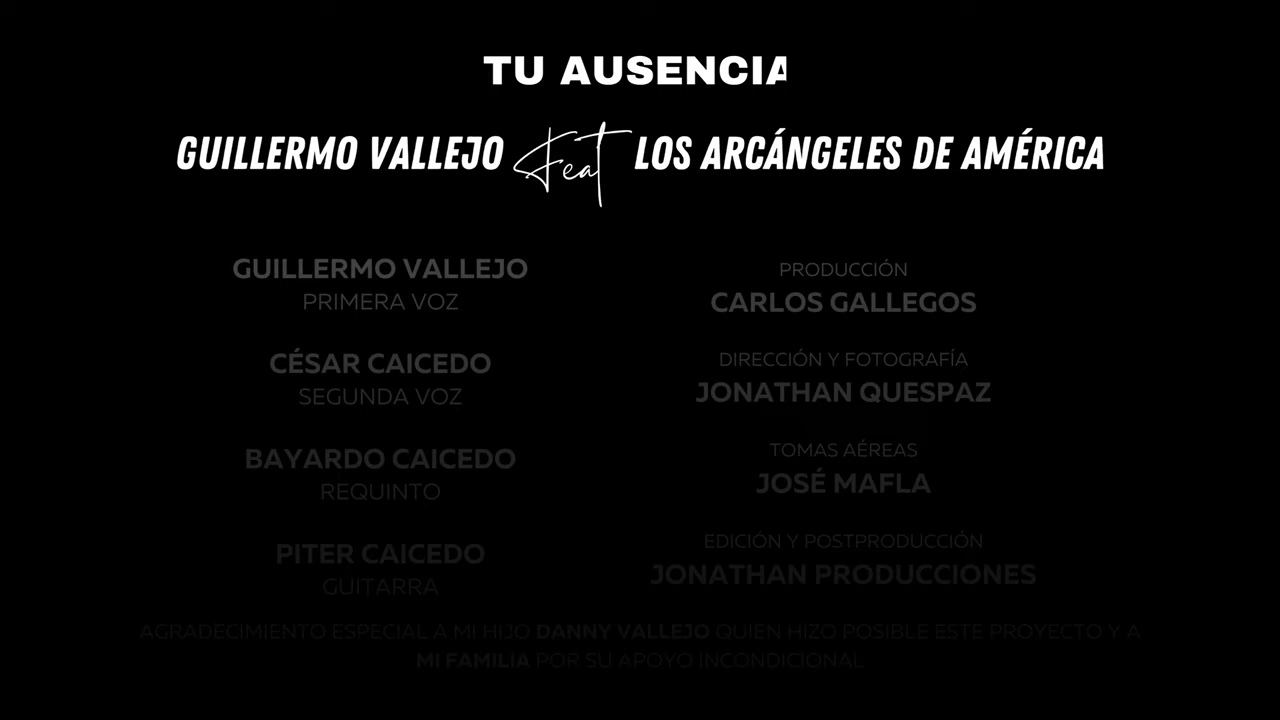 TU AUSENCIA
GUILLERMO VALLEJO Feat LOS ARCÁNGELES DE AMÉRICA
GUILLERMO VALLEJO
PRIMERA VOZ
CÉSAR CAICEDO
SEGUNDA VOZ
BAYARDO CAICEDO
REQUINTO
PITER CAICEDO
GUITARRA
PRODUCCIÓN
CARLOS GALLEGOS
DIRECCIÓN Y FOTOGRAFÍA
JONATHAN QUESPAZ
TOMAS AÉREAS
JOSÉ MAFLA
EDICIÓN Y POSTPRODUCCIÓN
JONATHAN PRODUCCIONES
AGRADECIMIENTO ESPECIAL A MI HIJO DANNY VALLEJO QUIEN HIZO POSIBLE ESTE PROYECTO Y A
MI FAMILIA POR SU APOYO INCONDICIONAL